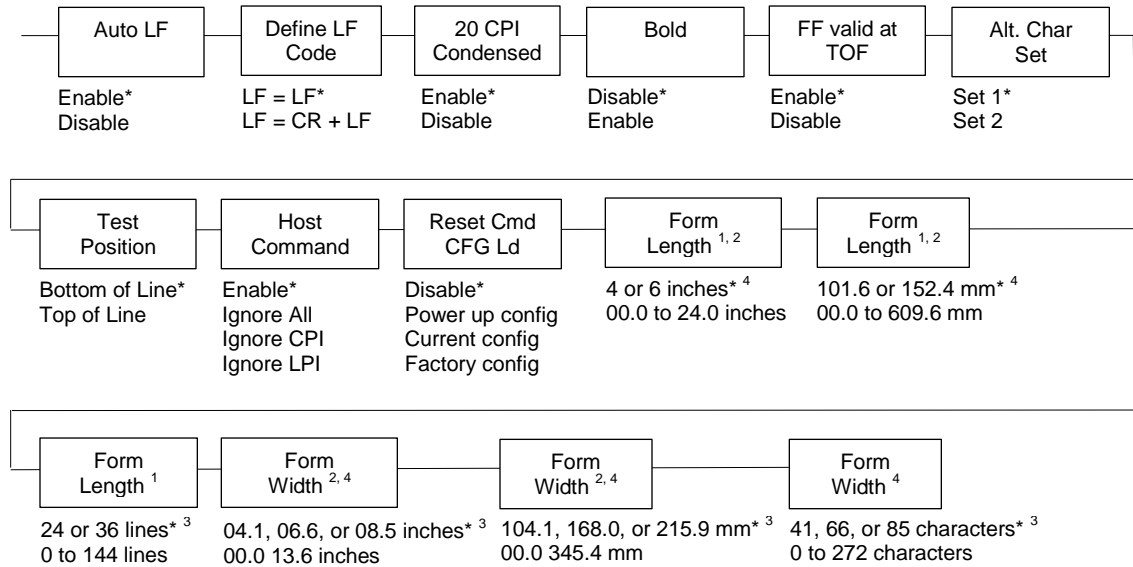 Auto LF
Define LF
Code
20 CPI
Condensed
Bold
FF valid at
TOF
Alt. Char
Set
Enable*
Disable
LF = LF*
LF = CR + LF
Enable*
Disable
Disable*
Enable
Enable*
Disable
Set 1*
Set 2
Test
Position
Host
Command
Reset Cmd
CFG Ld
Form
Length 1, 2
Form
Length 1, 2
Bottom of Line*
Top of Line
Enable*
Ignore All
Ignore CPI
Ignore LPI
Disable*
Power up config
Current config
Factory config
4 or 6 inches* 4
00.0 to 24.0 inches
101.6 or 152.4 mm* 4
00.0 to 609.6 mm
Form
Length 1
Form
Width 2, 4
Form
Width 2, 4
Form
Width 4
24 or 36 lines* 3
0 to 144 lines
04.1, 06.6, or 08.5 inches* 3
00.0 13.6 inches
104.1, 168.0, or 215.9 mm* 3
00.0 345.4 mm
41, 66, or 85 characters* 3
0 to 272 characters